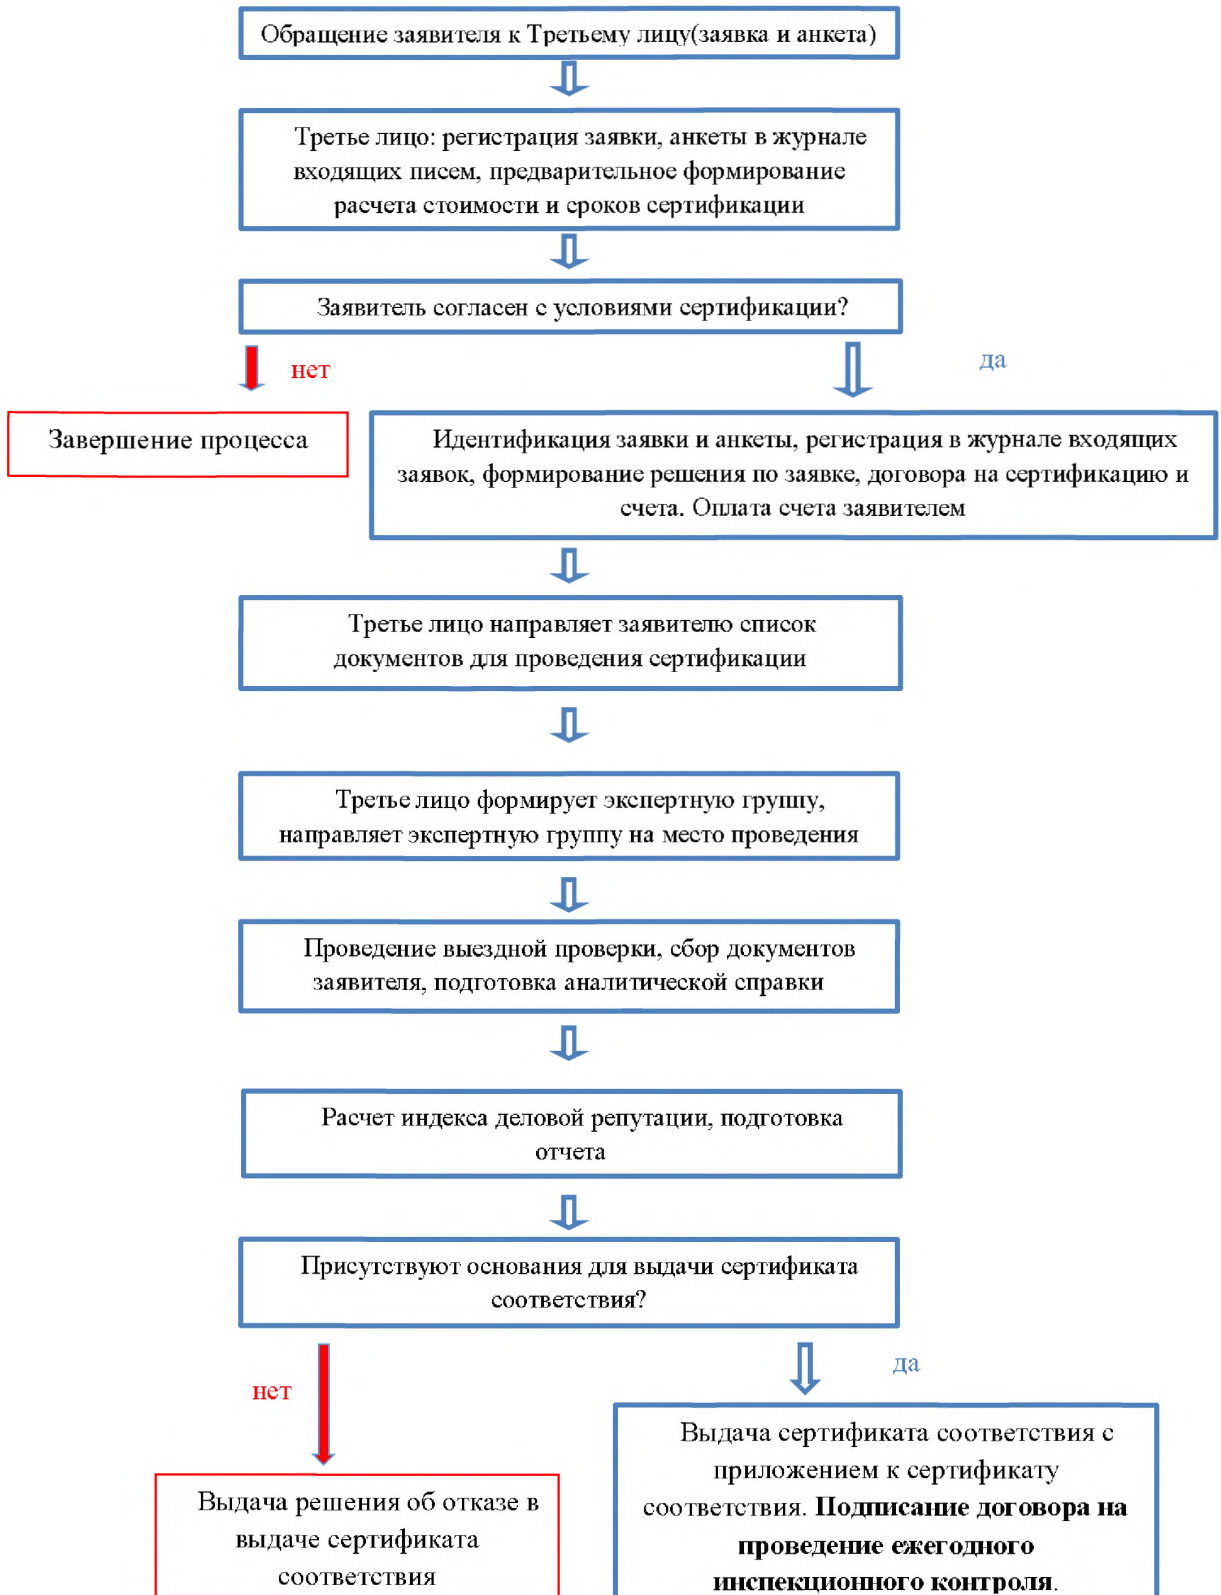 Обращение заявителя к Третьему лицу(заявка и анкета)
Третье лицо: регистрация заявки, анкеты в журнале
входящих писем, предварительное формирование
расчета стоимости и сроков сертификации
Заявитель согласен с условиями сертификации?
нет
да
Завершение процесса
Идентификация заявки и анкеты, регистрация в журнале входящих
заявок, формирование решения по заявке, договора на сертификацию и
счета. Оплата счета заявителем
Третье лицо направляет заявителю список
документов для проведения сертификации
Третье лицо формирует экспертную группу,
направляет экспертную группу на место проведения
Проведение выездной проверки, сбор документов
заявителя, подготовка аналитической справки
Расчет индекса деловой репутации, подготовка
отчета
Присутствуют основания для выдачи сертификата
соответствия?
нет
да
Выдача решения об отказе в
выдаче сертификата
соответствия
Выдача сертификата соответствия с
приложением к сертификату
соответствия. Подписание договора на
проведение ежегодного
инспекционного контроля.